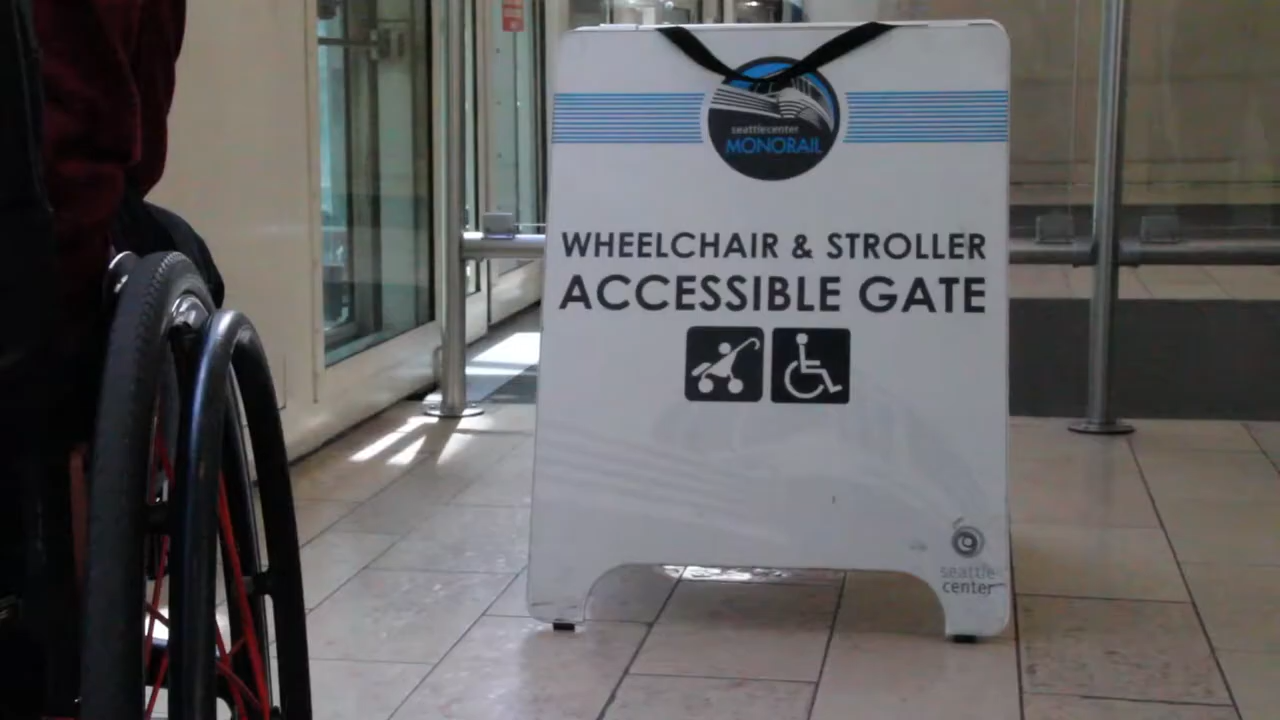 seattlecenter
MONORAIL
WHEELCHAIR & STROLLER
ACCESSIBLE GATE
seattle
center